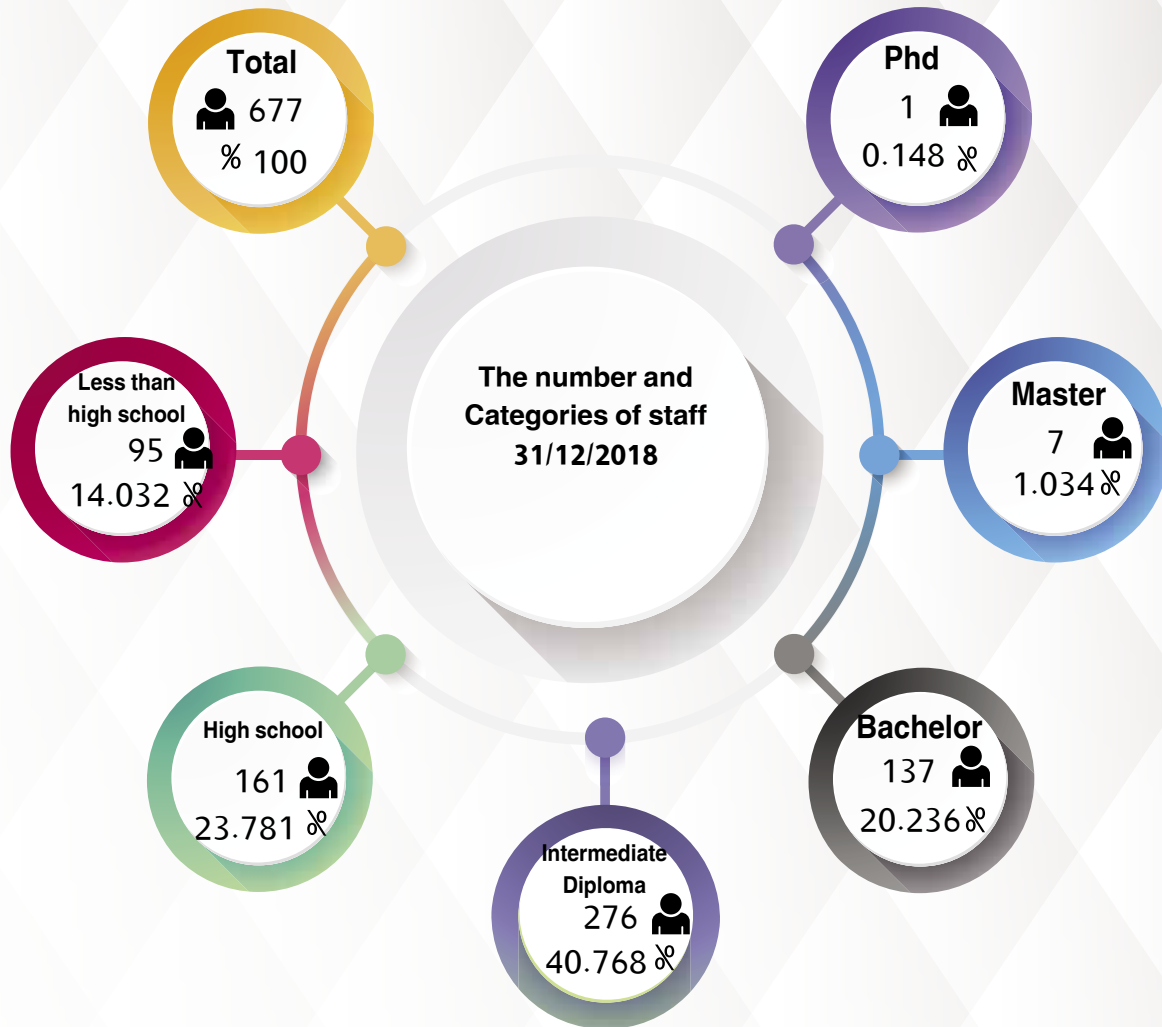 Total
677
% 100
Phd
1
0.148 %
The number and
Categories of staff
31/12/2018
Less than
high school
95
14.032 %
Master
7
1.034 %
High school
161
23.781 %
Bachelor
137
20.236 %
Intermediate
Diploma
276
40.768 %